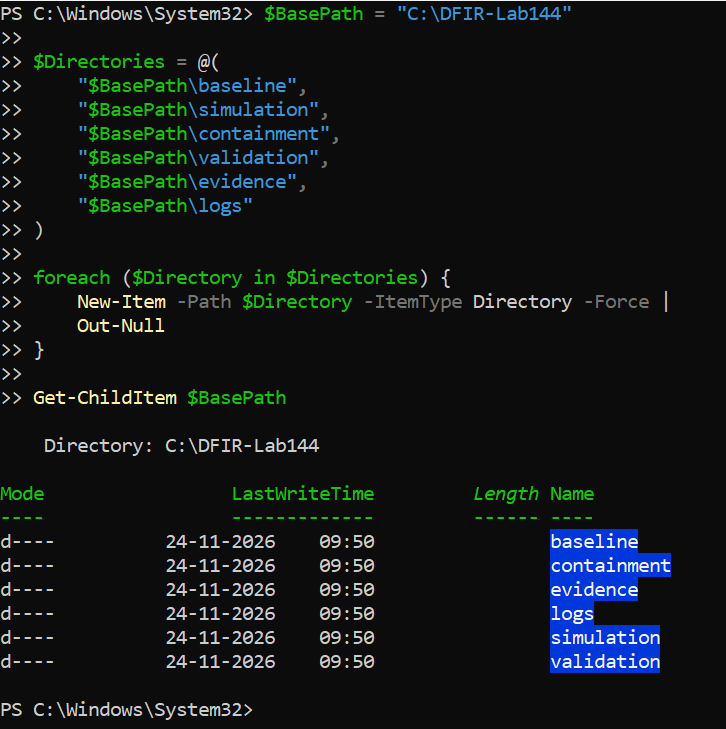 PS C:\Windows\System32> $BasePath = "C:\DFIR-Lab144"
>>
>> $Directories = @(
>>     "$BasePath\baseline",
>>     "$BasePath\simulation",
>>     "$BasePath\containment",
>>     "$BasePath\validation",
>>     "$BasePath\evidence",
>>     "$BasePath\logs"
>> )
>>
>> foreach ($Directory in $Directories) {
>>     New-Item -Path $Directory -ItemType Directory -Force |
>>     Out-Null
>> }
>>
>> Get-ChildItem $BasePath

    Directory: C:\DFIR-Lab144

Mode                 LastWriteTime         Length Name
----                 -------------         ------ ----
d----          24-11-2026    09:50                baseline
d----          24-11-2026    09:50                containment
d----          24-11-2026    09:50                evidence
d----          24-11-2026    09:50                logs
d----          24-11-2026    09:50                simulation
d----          24-11-2026    09:50                validation

PS C:\Windows\System32>